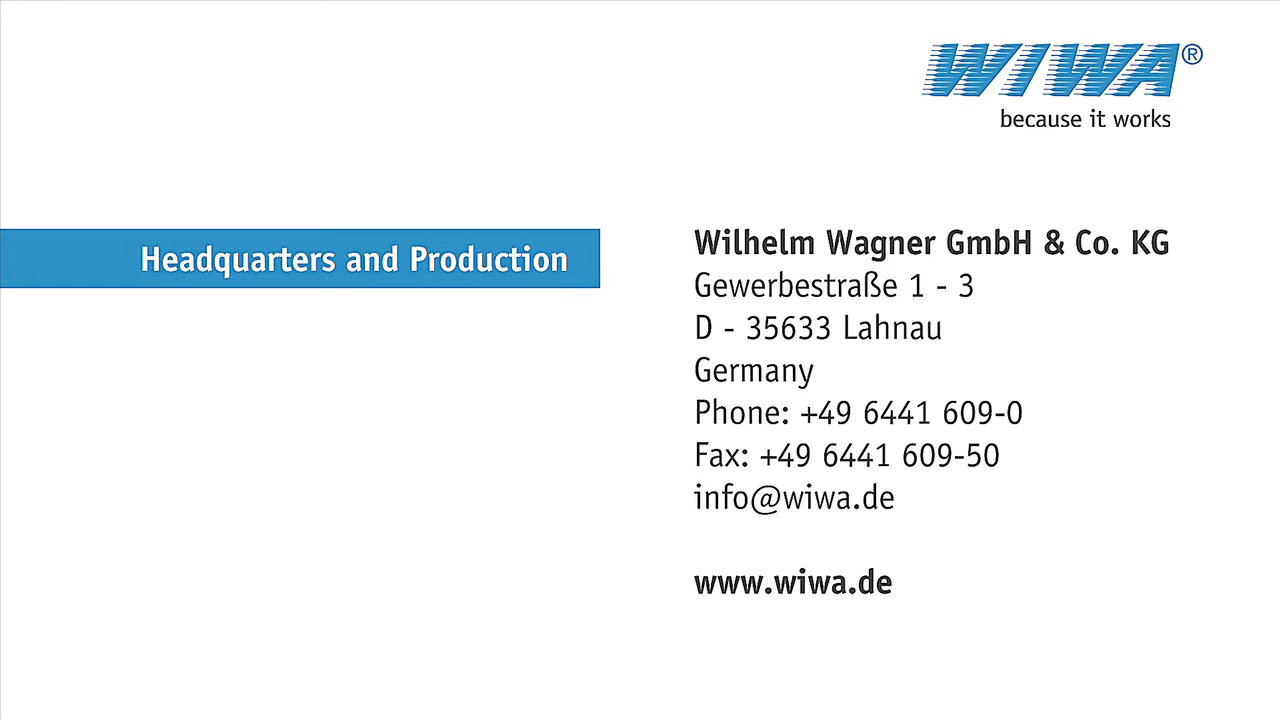 WIWA®
because it works
Headquarters and Production
Wilhelm Wagner GmbH & Co. KG
Gewerbestraße 1 - 3
D - 35633 Lahnau
Germany
Phone: +49 6441 609-0
Fax: +49 6441 609-50
info@wiwa.de
www.wiwa.de